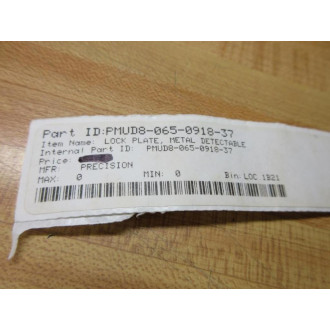 Part ID:PMUD8-065-0918-37
Item Name: LOCK PLATE, METAL DETECTABLE
Internal Part ID: PMUD8-065-0918-37
Price
MFR: PRECISION
MAX: 0 MIN: 0 Bin: LOC 1321